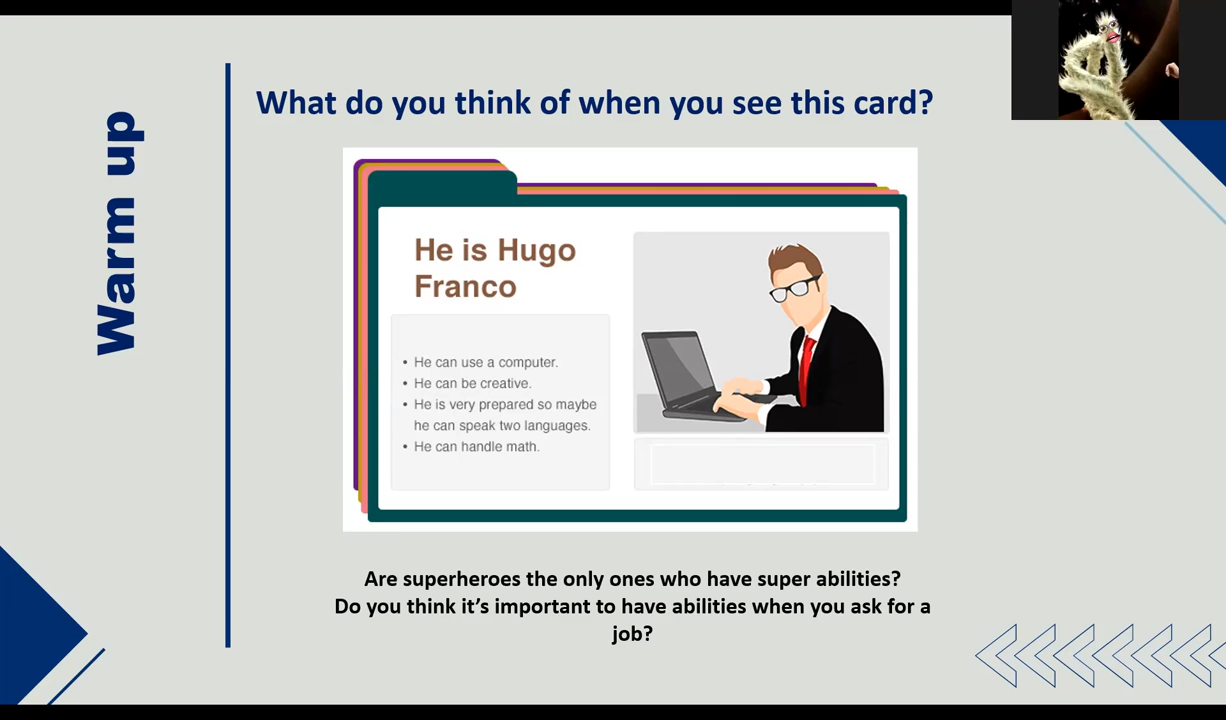 What do you think of when you see this card?
Warm up
He is Hugo
Franco
• He can use a computer.
• He can be creative.
• He is very prepared so maybe
he can speak two languages.
• He can handle math.
Are superheroes the only ones who have super abilities?
Do you think it's important to have abilities when you ask for a
job?